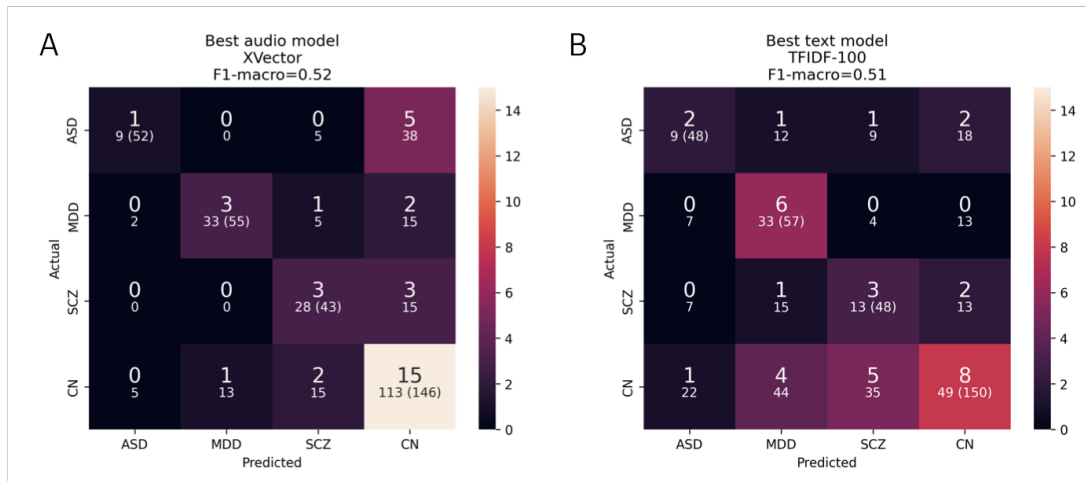 A
Best audio model
XVector
F1-macro=0.52
Actual
ASD
MDD
SCZ
CN
1 0 0 5
9 (52) 0 5 38
0 3 1 2
2 33 (55) 5 15
0 0 3 3
0 0 28 (43) 15
0 1 2 15
5 13 15 113 (146)
ASD MDD SCZ CN
Predicted
14
12
10
8
6
4
2
0
B
Best text model
TFIDF-100
F1-macro=0.51
Actual
ASD
MDD
SCZ
CN
2 1 1 2
9 (48) 12 9 18
0 6 0 0
7 33 (57) 4 13
0 1 3 2
7 15 13 (48) 13
1 4 5 8
22 44 35 49 (150)
ASD MDD SCZ CN
Predicted
14
12
10
8
6
4
2
0